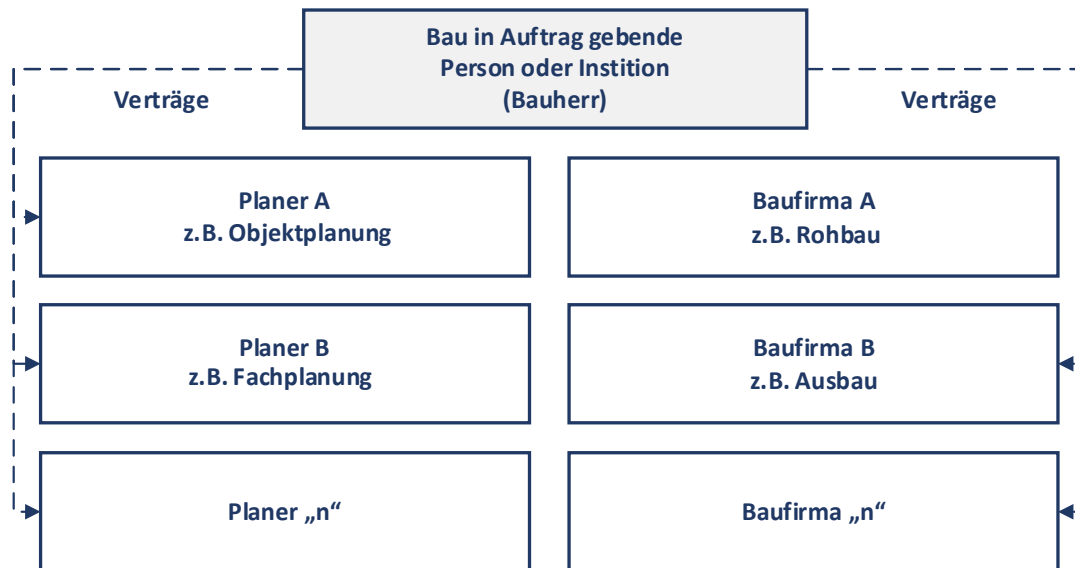 Bau in Auftrag gebende
Person oder Instition
(Bauherr)
Verträge
Verträge
Planer A
z.B. Objektplanung
Baufirma A
z.B. Rohbau
Planer B
z.B. Fachplanung
Baufirma B
z.B. Ausbau
Planer „n“
Baufirma „n“